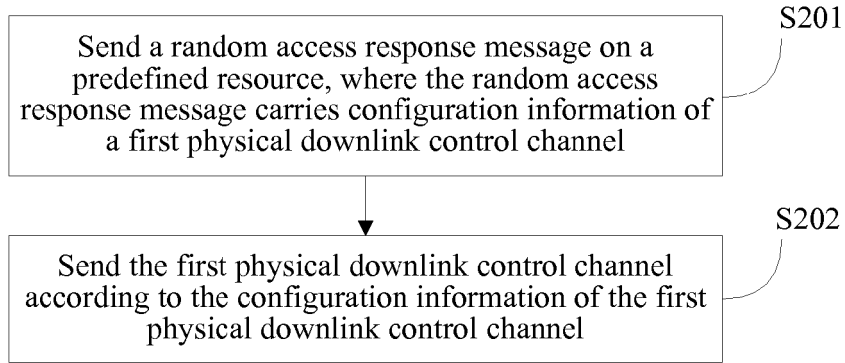 S201
Send a random access response message on a
predefined resource, where the random access
response message carries configuration information of
a first physical downlink control channel
S202
Send the first physical downlink control channel
according to the configuration information of the first
physical downlink control channel